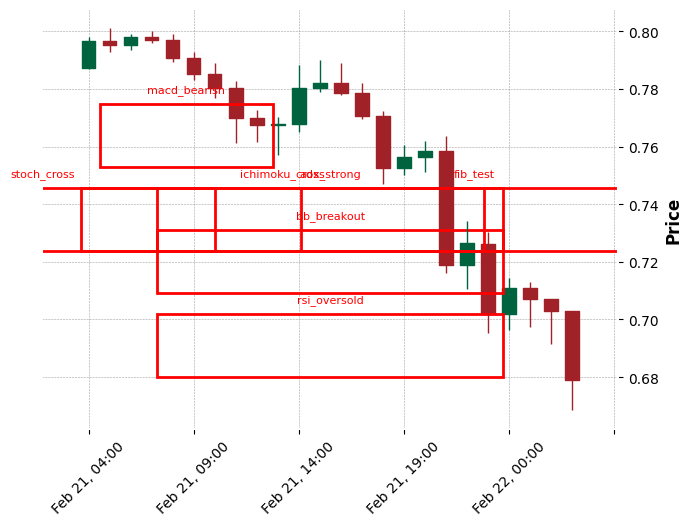 0.80
macd_bearish
0.78
0.76
stoch_cross
fib_test
0.74
bb_breakout
Price
0.72
rsi_oversold
0.70
0.68
Feb 21, 04:00
Feb 21, 09:00
Feb 21, 14:00
Feb 21, 19:00
Feb 22, 00:00